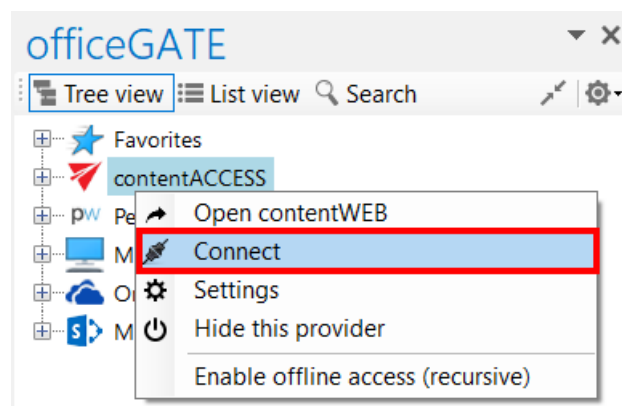 officeGATE
Tree view List view Search
Favorites
contentACCESS
Open contentWEB
Connect
Settings
Hide this provider
Enable offline access (recursive)